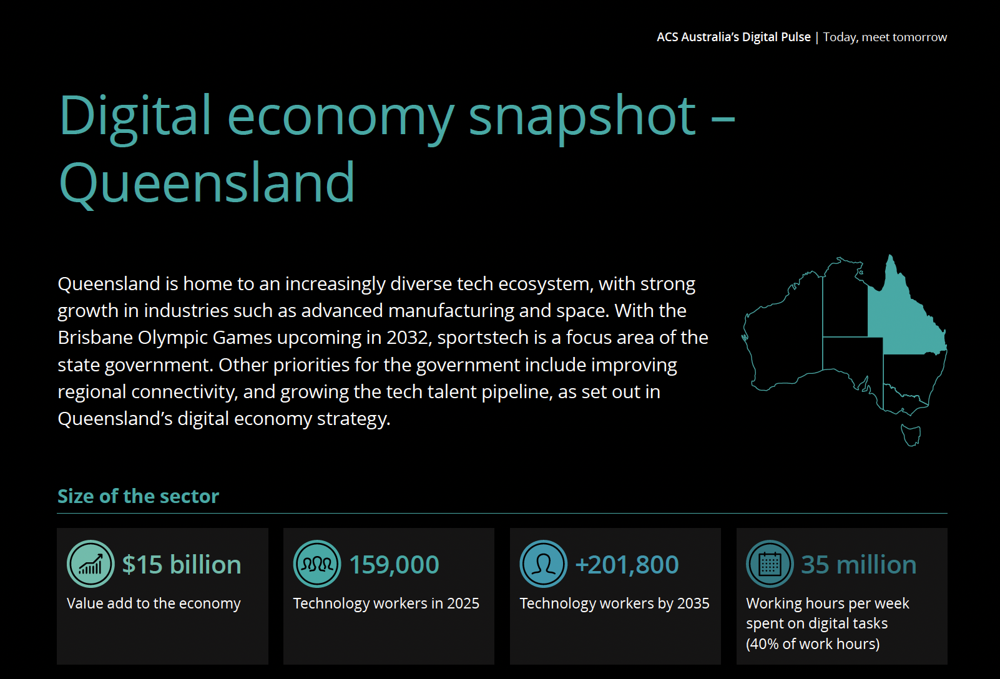 ACS Australia’s Digital Pulse | Today, meet tomorrow
Digital economy snapshot –
Queensland
Queensland is home to an increasingly diverse tech ecosystem, with strong
growth in industries such as advanced manufacturing and space. With the
Brisbane Olympic Games upcoming in 2032, sportstech is a focus area of the
state government. Other priorities for the government include improving
regional connectivity, and growing the tech talent pipeline, as set out in
Queensland’s digital economy strategy.
Size of the sector
$15 billion
Value add to the economy
159,000
Technology workers in 2025
+201,800
Technology workers by 2035
35 million
Working hours per week
spent on digital tasks
(40% of work hours)